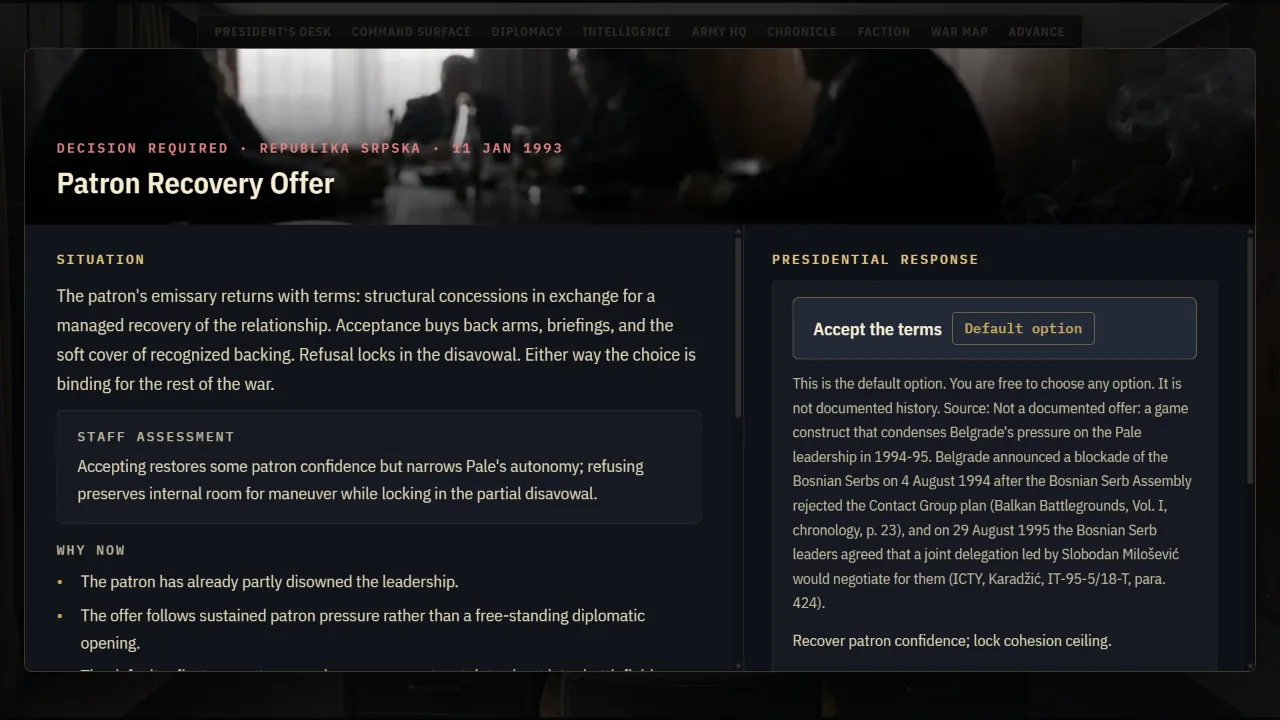 PRESIDENT'S DESK COMMAND SURFACE DIPLOMACY INTELLIGENCE ARMY HQ CHRONICLE FACTION WAR MAP ADVANCE
DECISION REQUIRED · REPUBLIKA SRPSKA · 11 JAN 1993
Patron Recovery Offer
SITUATION
The patron's emissary returns with terms: structural concessions in exchange for a
managed recovery of the relationship. Acceptance buys back arms, briefings, and the
soft cover of recognized backing. Refusal locks in the disavowal. Either way the choice is
binding for the rest of the war.
STAFF ASSESSMENT
Accepting restores some patron confidence but narrows Pale's autonomy; refusing
preserves internal room for maneuver while locking in the partial disavowal.
WHY NOW
• The patron has already partly disowned the leadership.
• The offer follows sustained patron pressure rather than a free-standing diplomatic
opening.
PRESIDENTIAL RESPONSE
Accept the terms Default option
This is the default option. You are free to choose any option. It is
not documented history. Source: Not a documented offer: a game
construct that condenses Belgrade's pressure on the Pale
leadership in 1994-95. Belgrade announced a blockade of the
Bosnian Serbs on 4 August 1994 after the Bosnian Serb Assembly
rejected the Contact Group plan (Balkan Battlegrounds, Vol. I,
chronology, p. 23), and on 29 August 1995 the Bosnian Serb
leaders agreed that a joint delegation led by Slobodan Milošević
would negotiate for them (ICTY, Karadžić, IT-95-5/18-T, para.
424).
Recover patron confidence; lock cohesion ceiling.